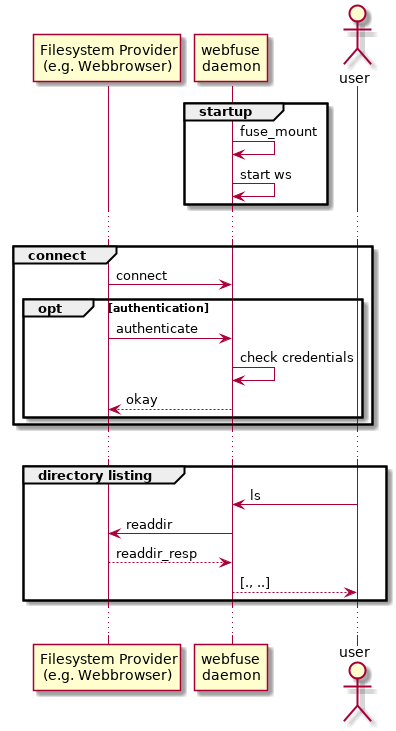 Filesystem Provider
(e.g. Webbrowser)
webfuse
daemon
user
startup
fuse_mount
start ws
connect
connect
opt
[authentication]
authenticate
check credentials
okay
directory listing
ls
readdir
readdir_resp
[., ..]
Filesystem Provider
(e.g. Webbrowser)
webfuse
daemon
user